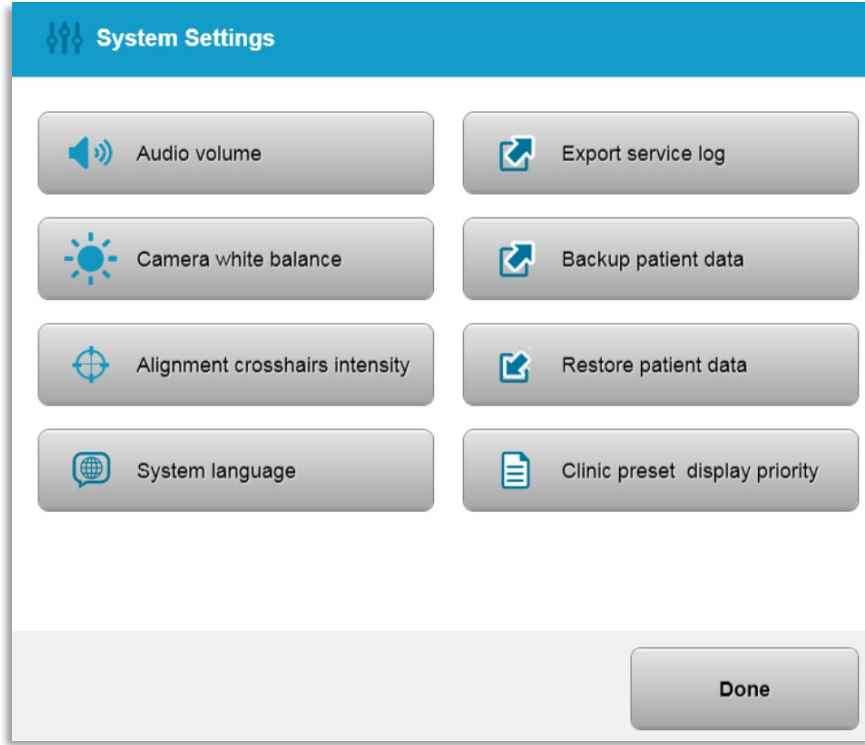 System Settings
Audio volume
Export service log
Camera white balance
Backup patient data
Alignment crosshairs intensity
Restore patient data
System language
Clinic preset  display priority
Done